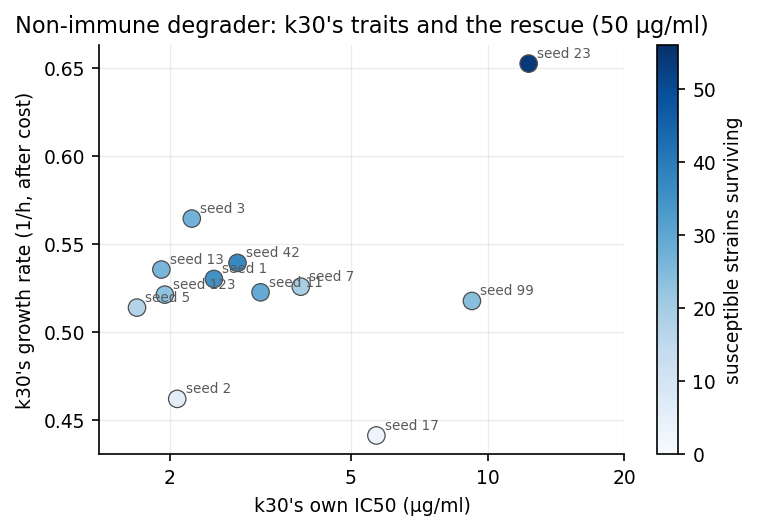 Non-immune degrader: k30's traits and the rescue (50 µg/ml)
k30's growth rate (1/h, after cost)
0.65
0.60
0.55
0.50
0.45
seed 23
seed 3
seed 42
seed 13
seed 1
seed 7
seed 123
seed 11
seed 5
seed 99
seed 2
seed 17
2
5
10
20
k30's own IC50 (µg/ml)
50
40
30
20
10
0
susceptible strains surviving